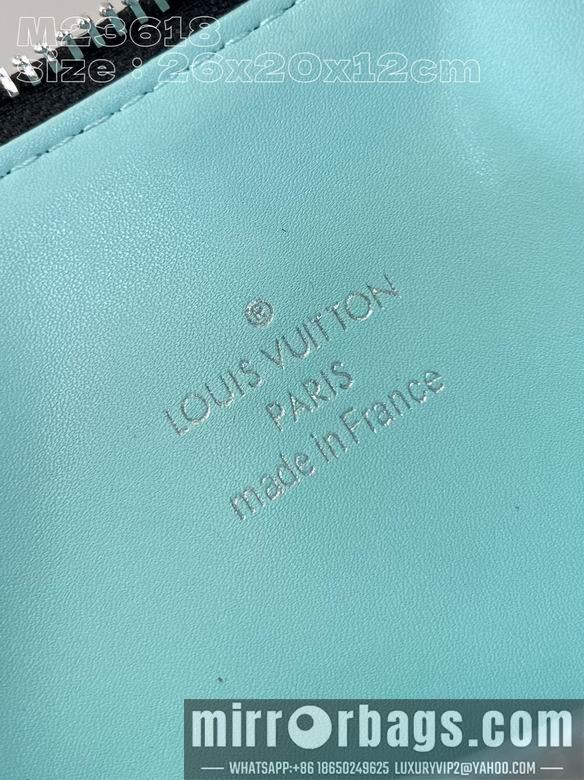 M23618
size : 26x20x12cm
®
LOUIS VUITTON
PARIS
made in France
mirrorbags.com
WHATSAPP:+86 18650249625 LUXURYVIP2@YAHOO.COM